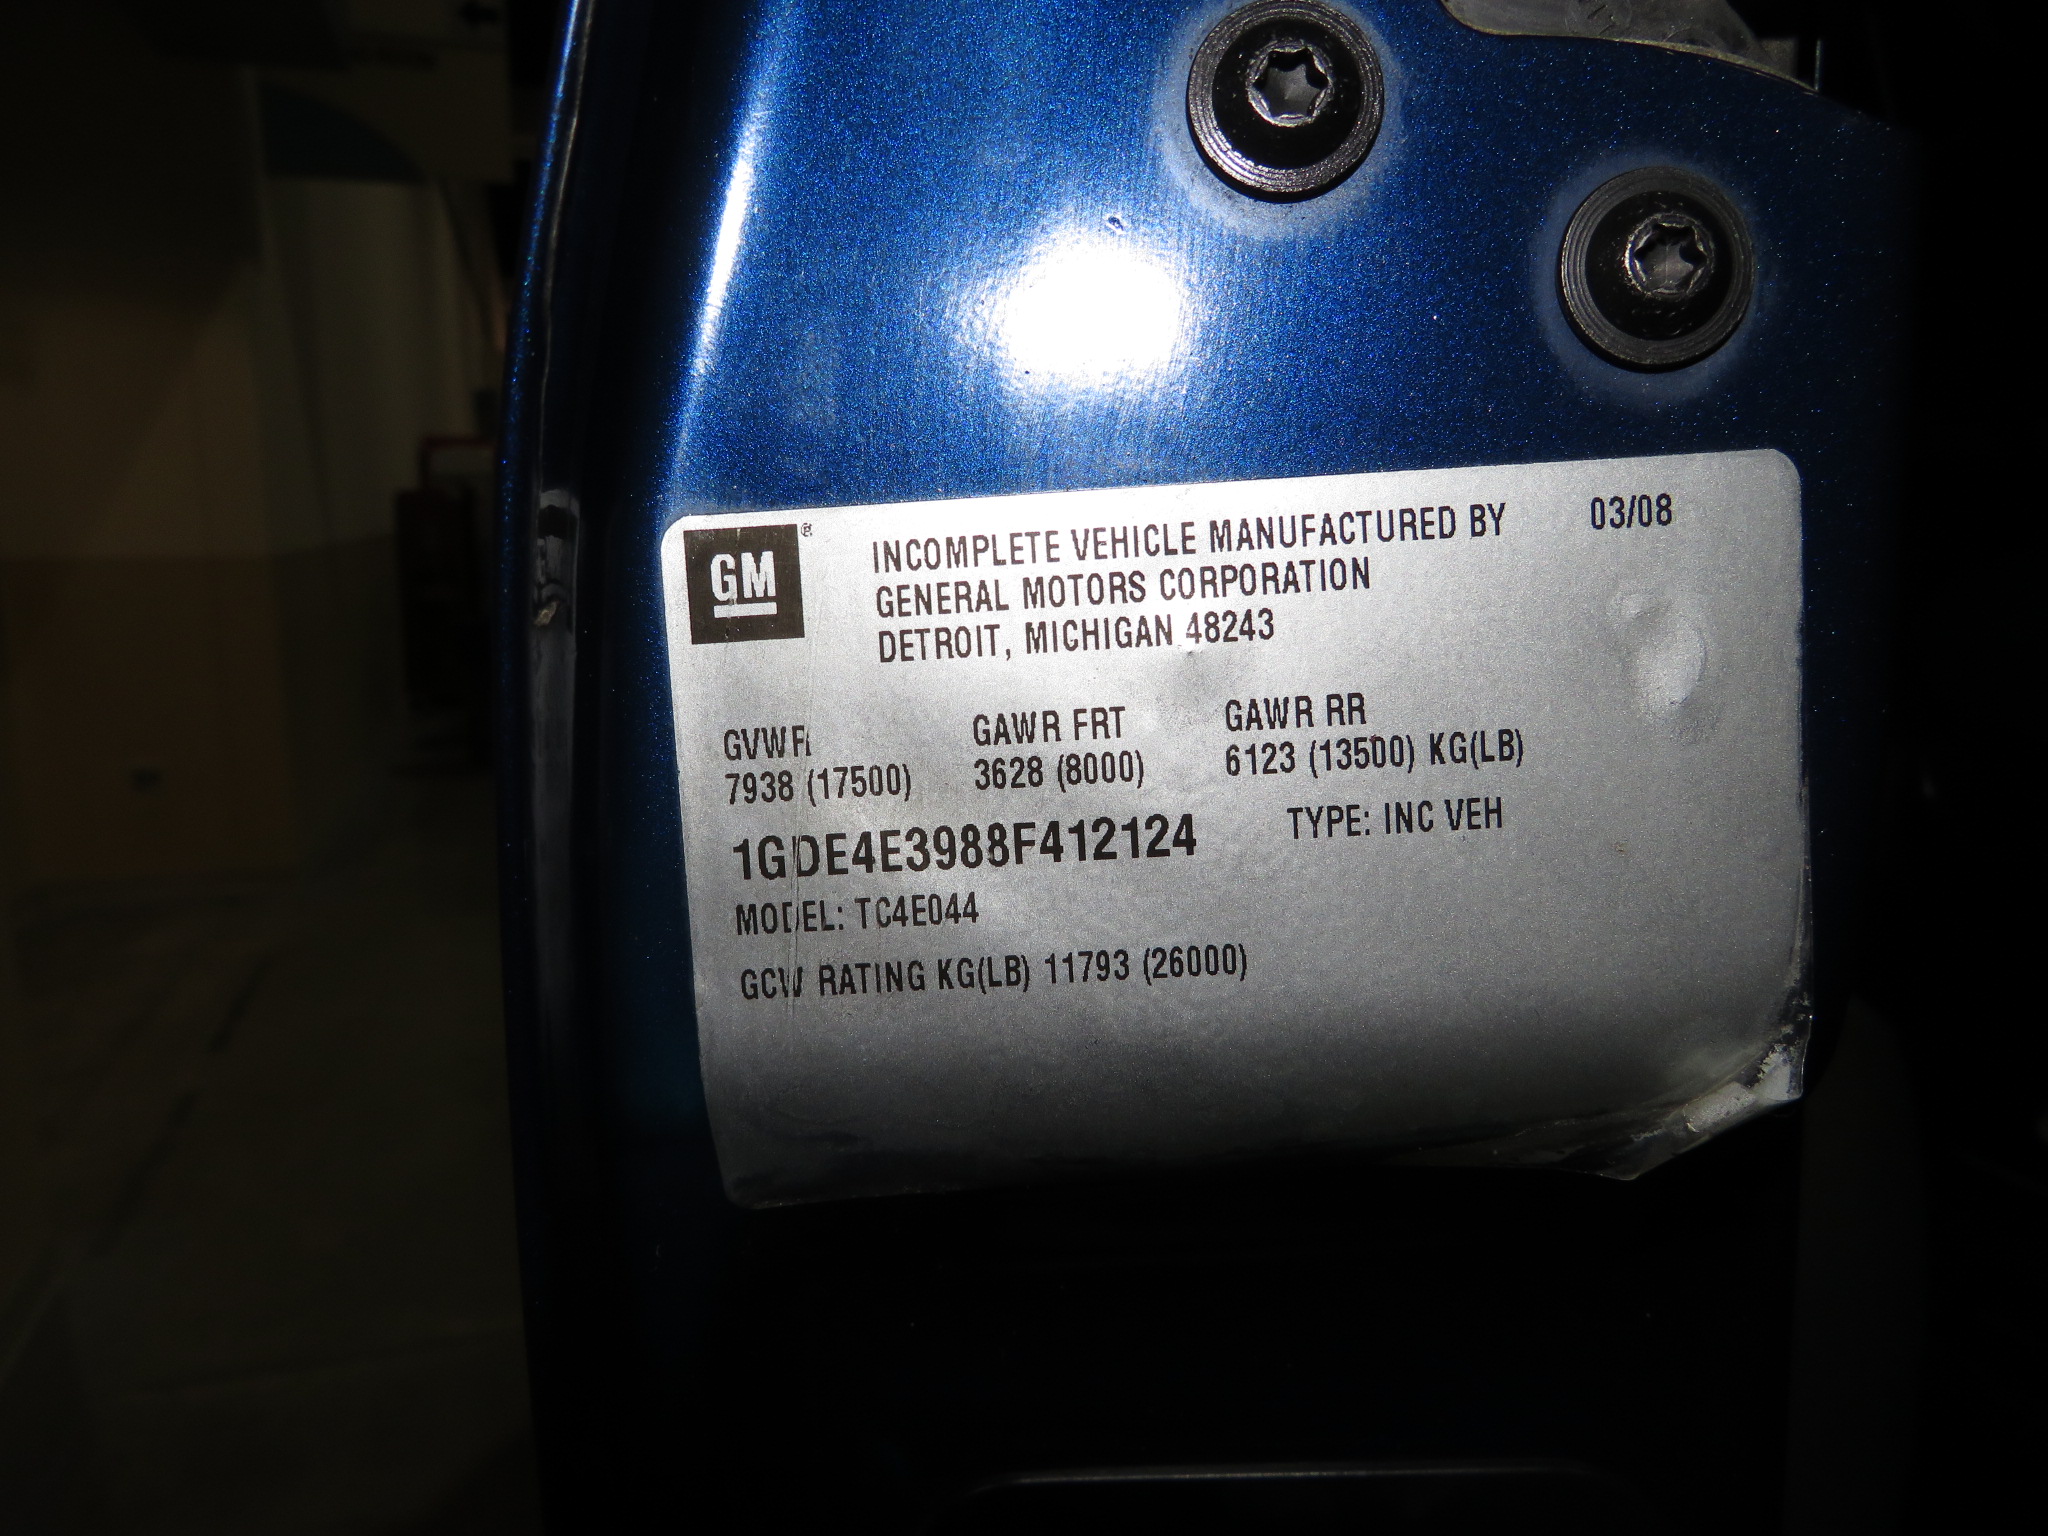 GM ®
INCOMPLETE VEHICLE MANUFACTURED BY 03/08
GENERAL MOTORS CORPORATION
DETROIT, MICHIGAN 48243
GVWR GAWR FRT GAWR RR
7938 (17500) 3628 (8000) 6123 (13500) KG(LB)
1GDE4E3988F412124 TYPE: INC VEH
MODEL: TC4E044
GCW RATING KG(LB) 11793 (26000)